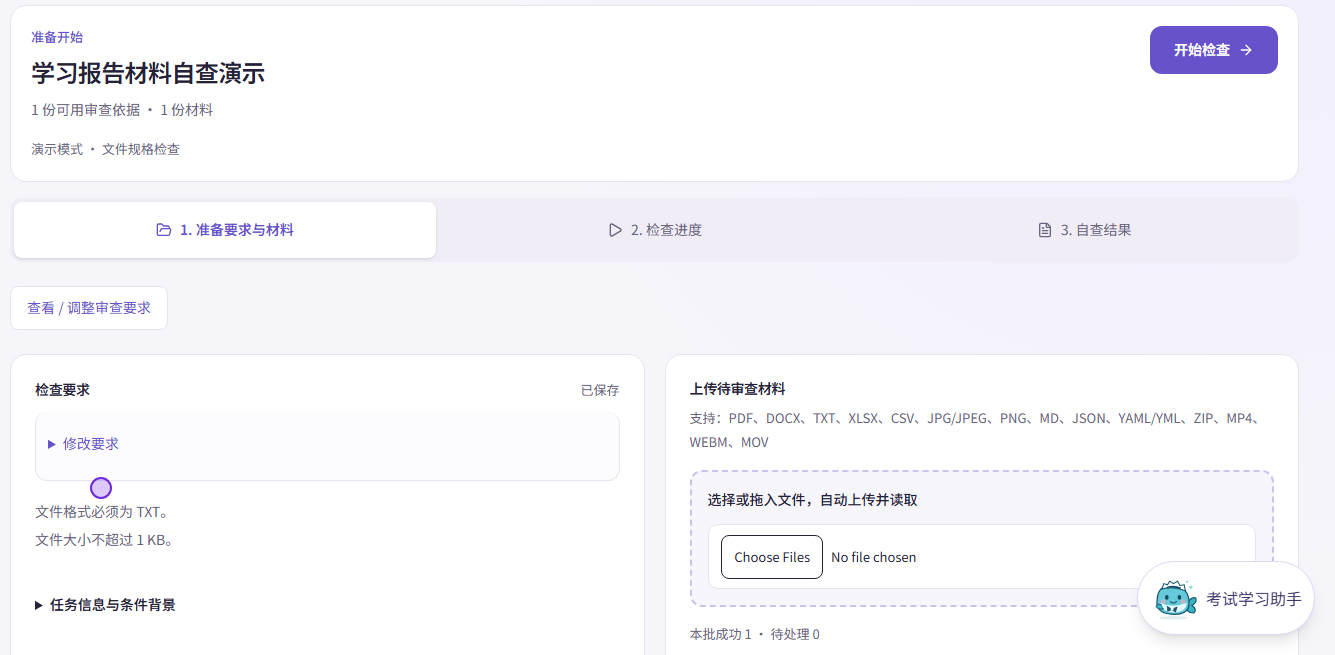 准备开始
学习报告材料自查演示
1 份可用审查依据 · 1 份材料
演示模式 · 文件规格检查
开始检查 →
1. 准备要求与材料
2. 检查进度
3. 自查结果
查看 / 调整审查要求
检查要求
已保存
修改要求
文件格式必须为 TXT。
文件大小不超过 1 KB。
任务信息与条件背景
上传待审查材料
支持：PDF、DOCX、TXT、XLSX、CSV、JPG/JPEG、PNG、MD、JSON、YAML/YML、ZIP、MP4、
WEBM、MOV
选择或拖入文件，自动上传并读取
Choose Files No file chosen
考试学习助手
本批成功 1 · 待处理 0